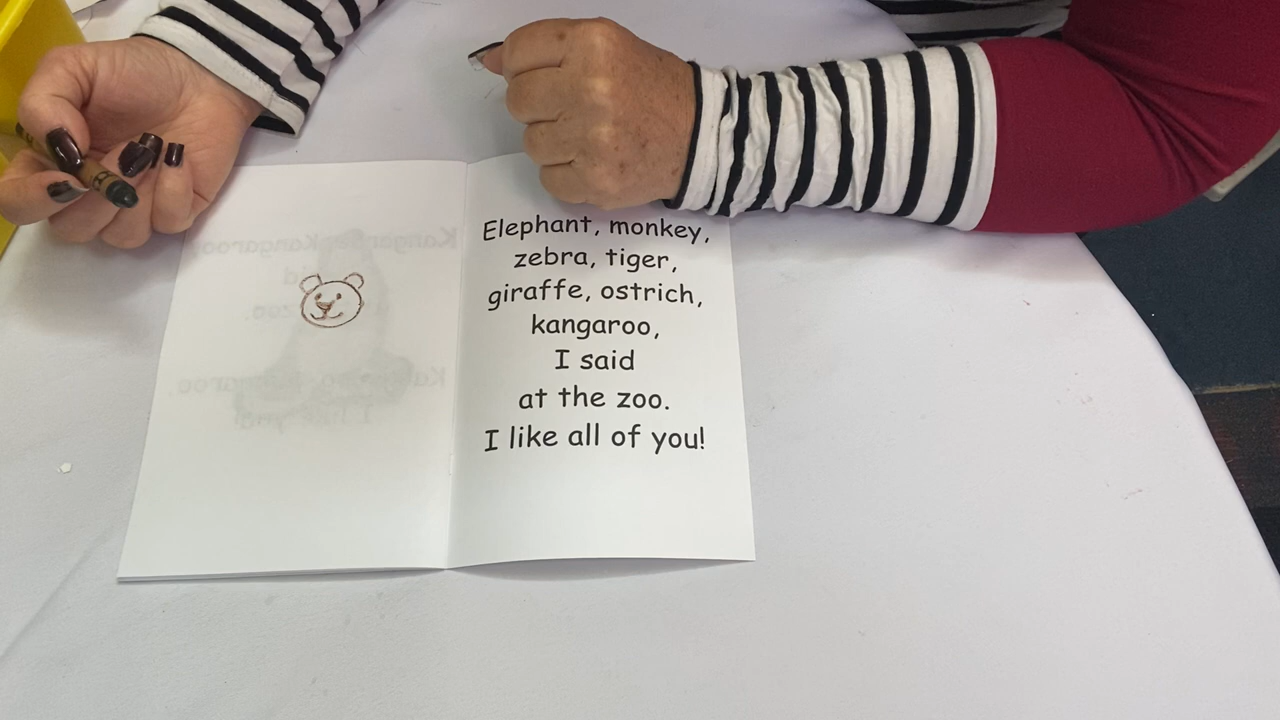 Elephant, monkey,
zebra, tiger,
giraffe, ostrich,
kangaroo,
I said
at the zoo.
I like all of you!